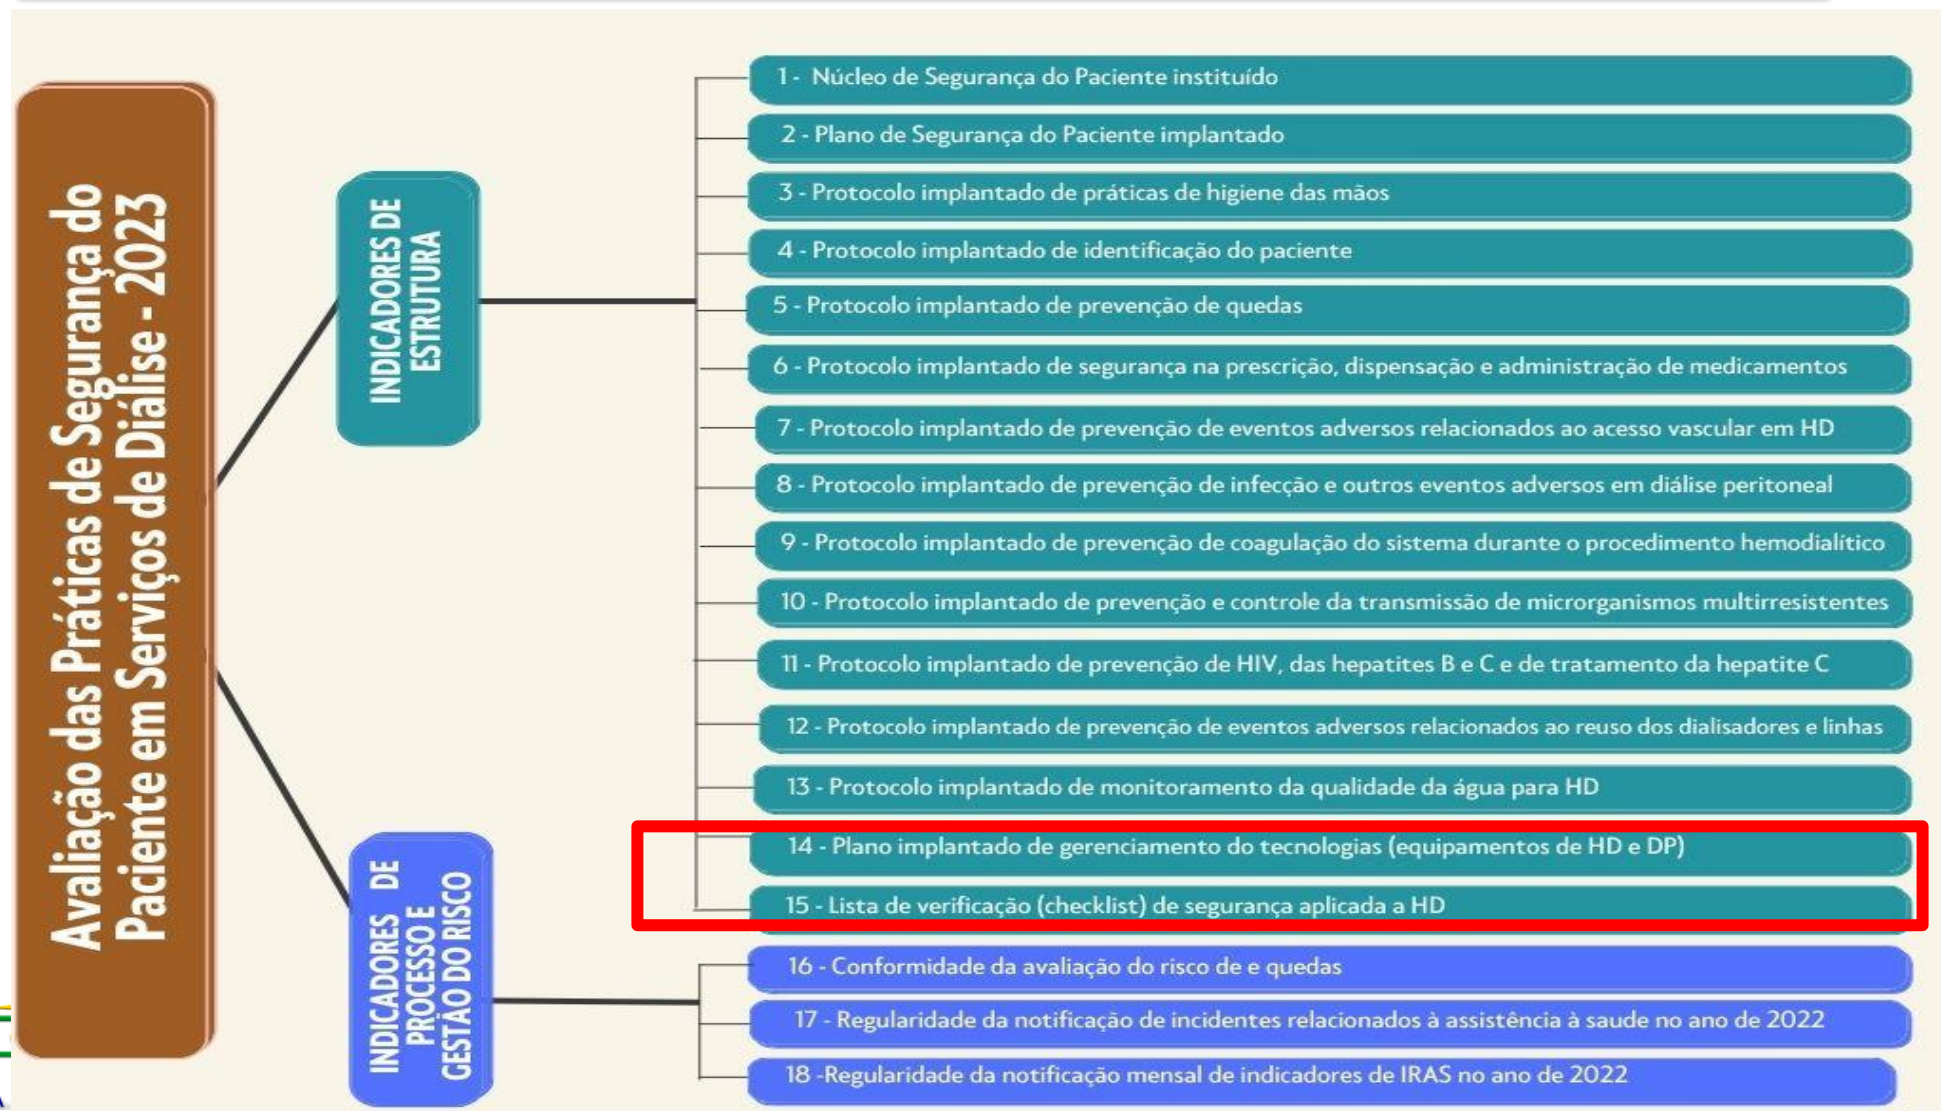 Avaliação das Práticas de Segurança do
Paciente em Serviços de Diálise - 2023
INDICADORES DE
ESTRUTURA
1 - Núcleo de Segurança do Paciente instituído
2 - Plano de Segurança do Paciente implantado
3 - Protocolo implantado de práticas de higiene das mãos
4 - Protocolo implantado de identificação do paciente
5 - Protocolo implantado de prevenção de quedas
6 - Protocolo implantado de segurança na prescrição, dispensação e administração de medicamentos
7 - Protocolo implantado de prevenção de eventos adversos relacionados ao acesso vascular em HD
8 - Protocolo implantado de prevenção de infecção e outros eventos adversos em diálise peritoneal
9 - Protocolo implantado de prevenção de coagulação do sistema durante o procedimento hemodialítico
10 - Protocolo implantado de prevenção e controle da transmissão de microrganismos multirresistentes
11 - Protocolo implantado de prevenção de HIV, das hepatites B e C e de tratamento da hepatite C
12 - Protocolo implantado de prevenção de eventos adversos relacionados ao reuso dos dialisadores e linhas
13 - Protocolo implantado de monitoramento da qualidade da água para HD
14 - Plano implantado de gerenciamento do tecnologias (equipamentos de HD e DP)
15 - Lista de verificação (checklist) de segurança aplicada a HD
INDICADORES DE
PROCESSO E
GESTÃO DO RISCO
16 - Conformidade da avaliação do risco de e quedas
17 - Regularidade da notificação de incidentes relacionados à assistência à saude no ano de 2022
18 -Regularidade da notificação mensal de indicadores de IRAS no ano de 2022